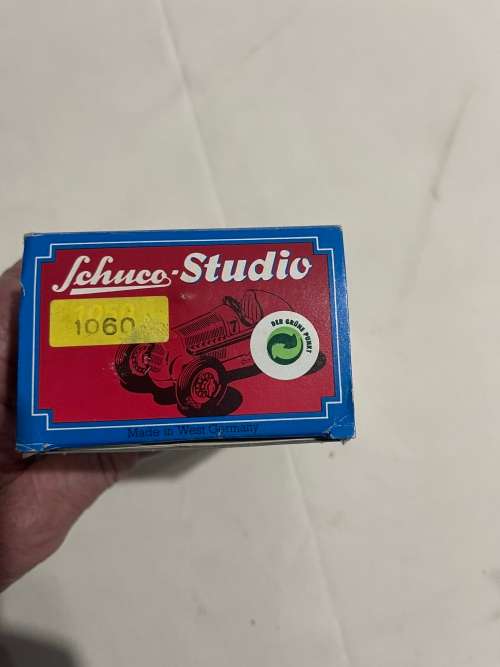 Schuco-Studio
1060
7
DER GRÜNE PUNKT
Made in West Germany